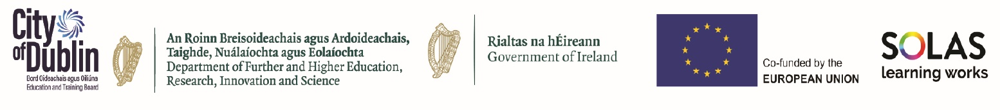 City
of Dublin
Bord Oideachais agus Oiliúna
Education and Training Board
An Roinn Breisoideachais agus Ardoideachais,
Taighde, Nuálaíochta agus Eolaíochta
Department of Further and Higher Education,
Research, Innovation and Science
Rialtas na hÉireann
Government of Ireland
Co-funded by the
EUROPEAN UNION
SOLAS
learning works